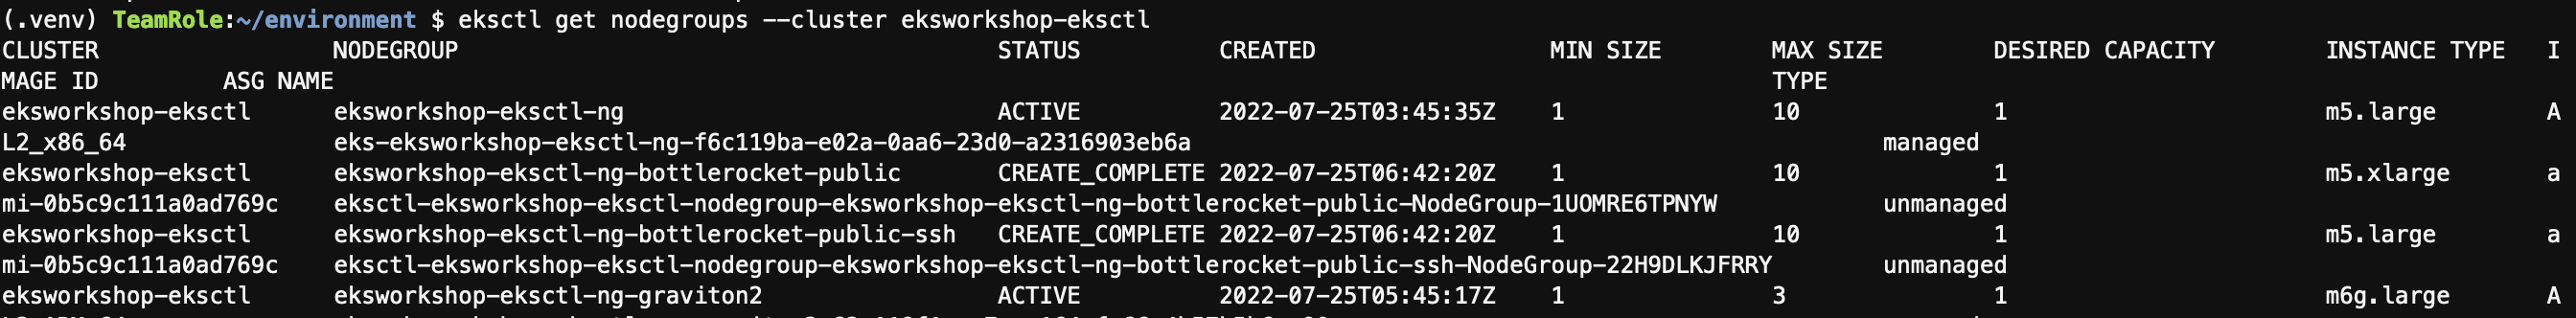 (.venv) TeamRole:~/environment $ eksctl get nodegroups --cluster eksworkshop-eksctl
CLUSTER NODEGROUP STATUS CREATED MIN SIZE MAX SIZE DESIRED CAPACITY INSTANCE TYPE I
MAGE ID ASG NAME TYPE
eksworkshop-eksctl eksworkshop-eksctl-ng ACTIVE 2022-07-25T03:45:35Z 1 10 1 m5.large A
L2_x86_64 eks-eksworkshop-eksctl-ng-f6c119ba-e02a-0aa6-23d0-a2316903eb6a managed
eksworkshop-eksctl eksworkshop-eksctl-ng-bottlerocket-public CREATE_COMPLETE 2022-07-25T06:42:20Z 1 10 1 m5.xlarge a
mi-0b5c9c111a0ad769c eksctl-eksworkshop-eksctl-nodegroup-eksworkshop-eksctl-ng-bottlerocket-public-NodeGroup-1UOMRE6TPNYW unmanaged
eksworkshop-eksctl eksworkshop-eksctl-ng-bottlerocket-public-ssh CREATE_COMPLETE 2022-07-25T06:42:20Z 1 10 1 m5.large a
mi-0b5c9c111a0ad769c eksctl-eksworkshop-eksctl-nodegroup-eksworkshop-eksctl-ng-bottlerocket-public-ssh-NodeGroup-22H9DLKJFRRY unmanaged
eksworkshop-eksctl eksworkshop-eksctl-ng-graviton2 ACTIVE 2022-07-25T05:45:17Z 1 3 1 m6g.large A